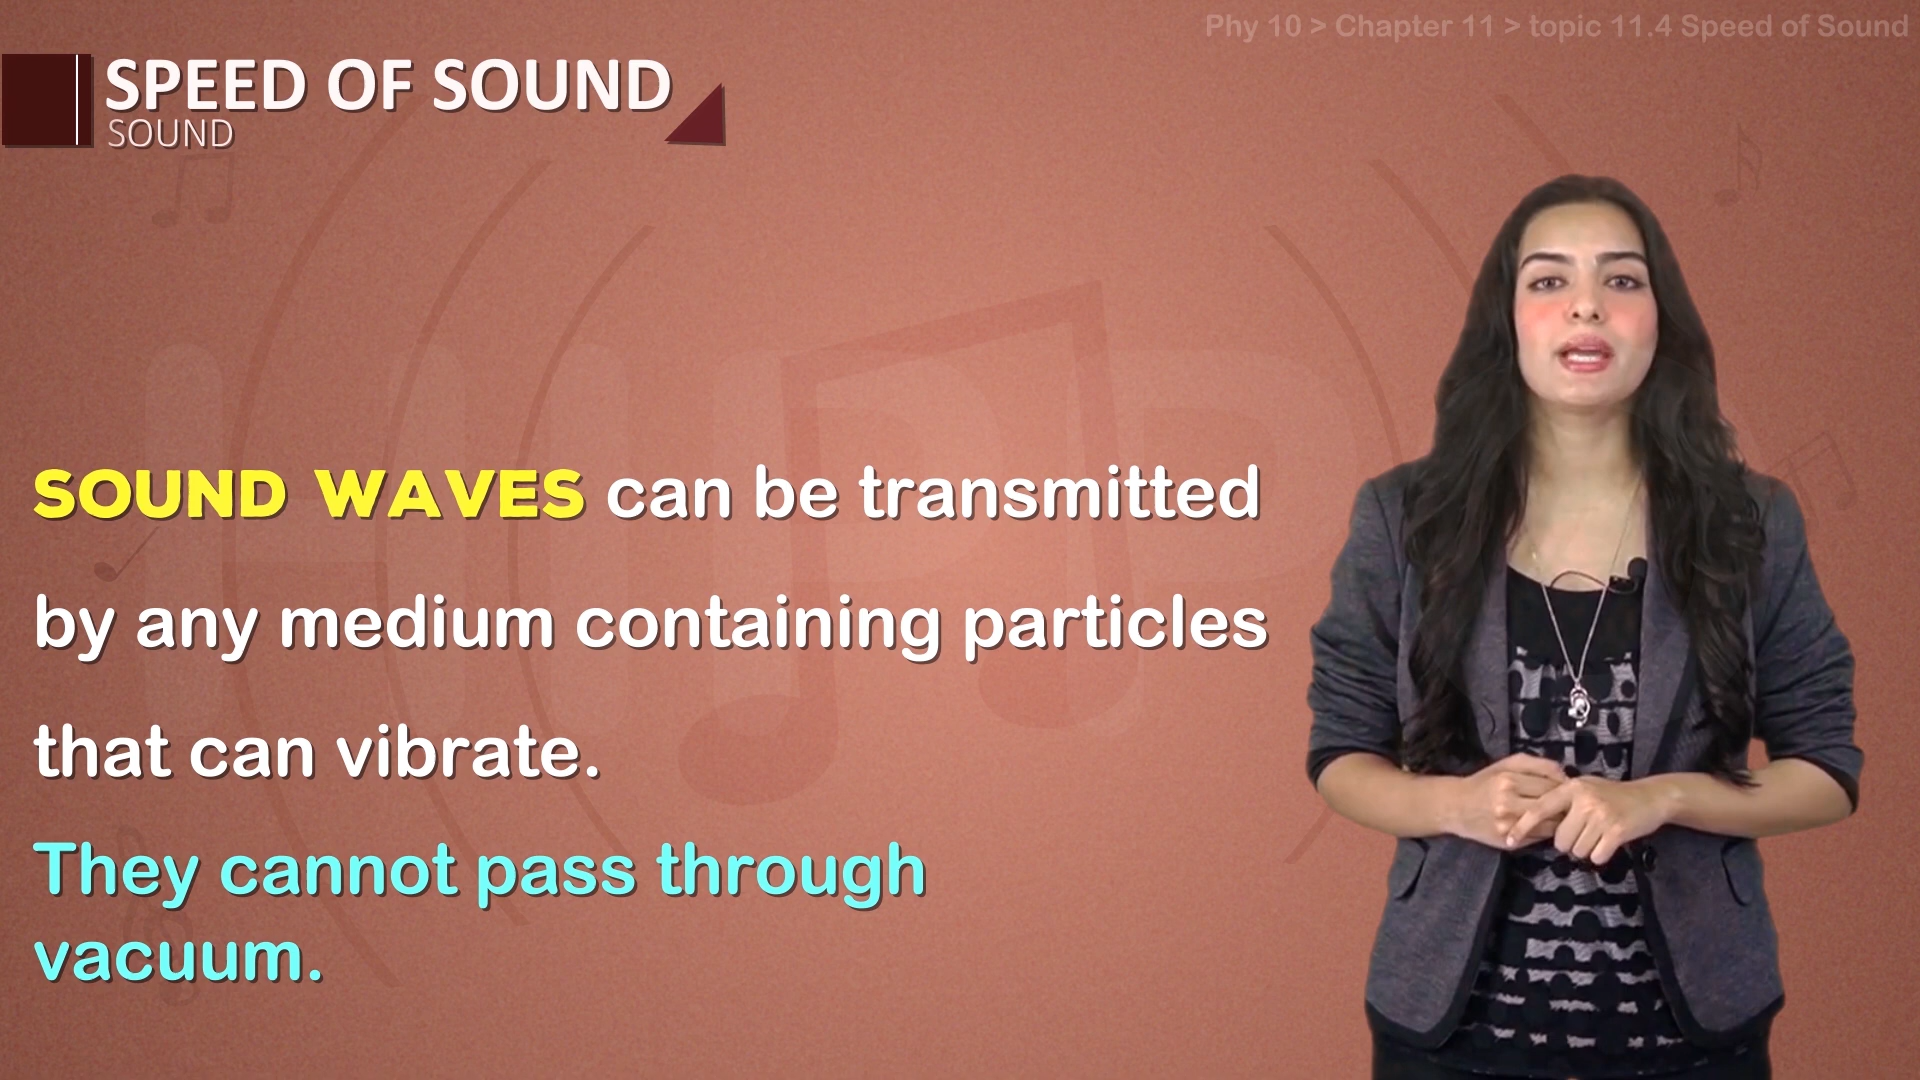 Phy 10 > Chapter 11 > topic 11.4 Speed of Sound
SPEED OF SOUND
SOUND
SOUND WAVES can be transmitted
by any medium containing particles
that can vibrate.
They cannot pass through
vacuum.